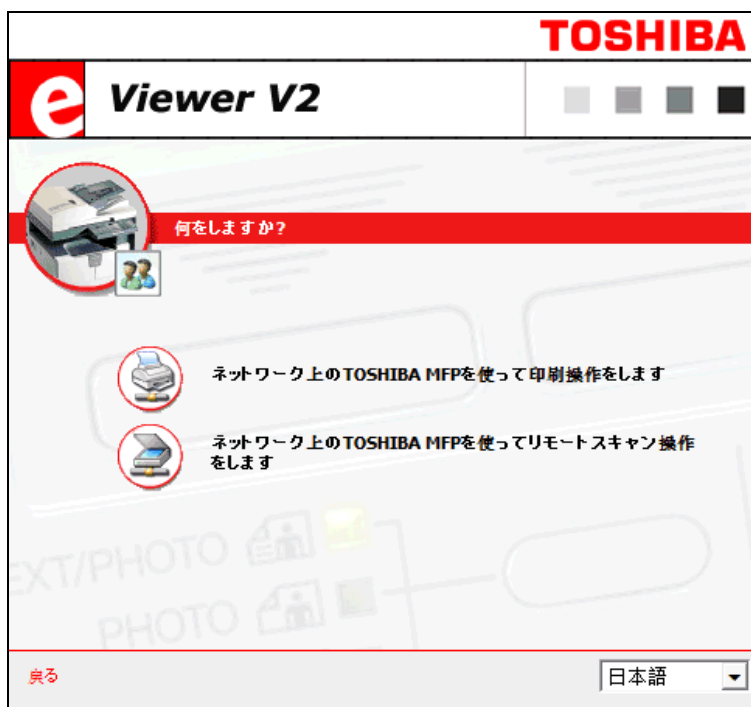 TOSHIBA
e Viewer V2
何をしますか?
ネットワーク上のTOSHIBA MFPを使って印刷操作をします
ネットワーク上のTOSHIBA MFPを使ってリモートスキャン操作
をします
EXT/PHOTO
PHOTO
戻る
日本語